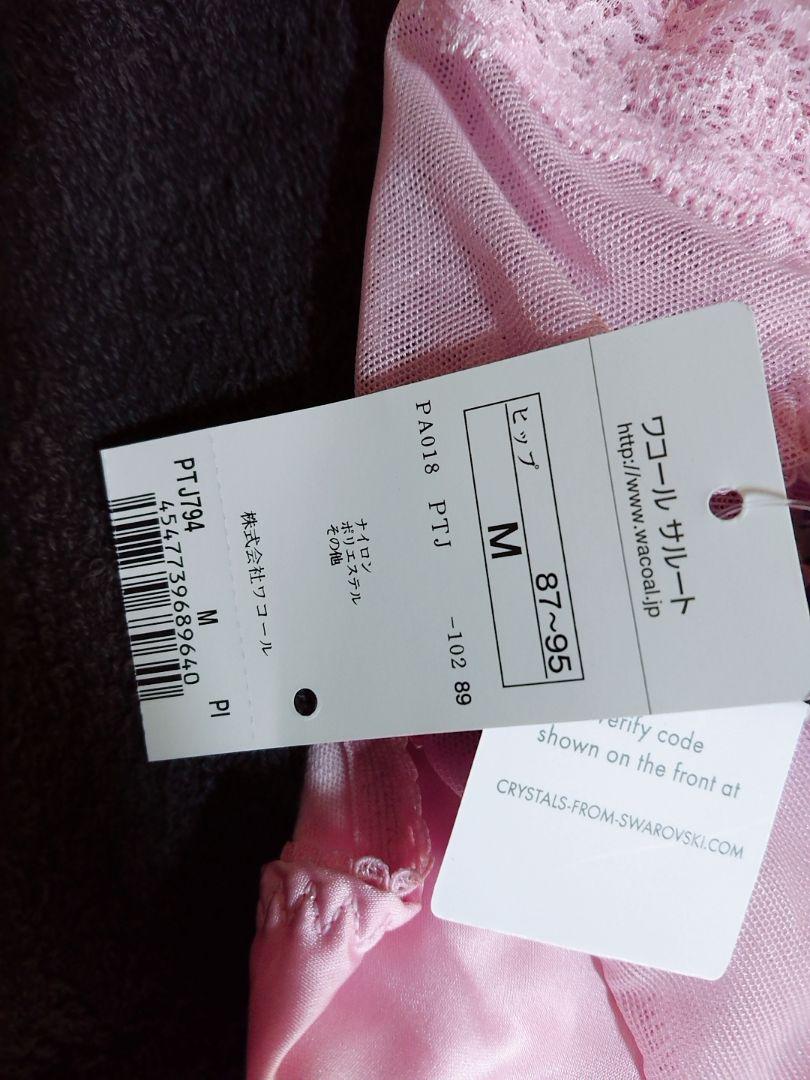 ワコール サルート
http://www.wacoal.jp
ヒップ 87~95
M
PA018 PTJ -102 89
ナイロン
ポリエステル
その他
株式会社ワコール
PTJ794 M PI
4547739689640
verify code
shown on the front at
CRYSTALS-FROM-SWAROVSKI.COM